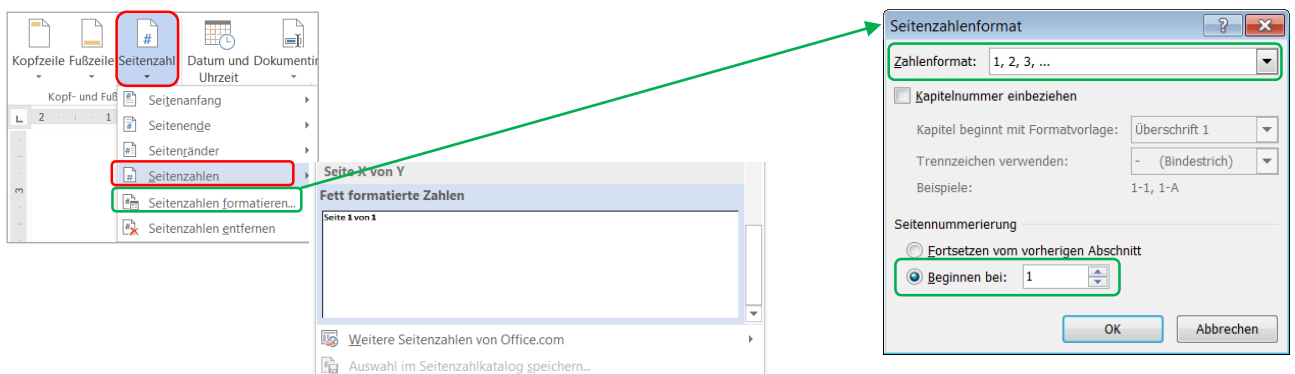 Kopfzeile Fußzeile Seitenzahl Datum und Uhrzeit
Kopf- und Fuß
L 2 1
3
Seitenanfang
Seitenende
Seitenränder
Seitenzahlen
Seitenzahlen formatieren...
Seitenzahlen entfernen
Seite X von Y
Fett formatierte Zahlen
Seite 1 von 1
Weitere Seitenzahlen von Office.com
Auswahl im Seitenzahlkatalog speichern...
Seitenzahlenformat
Zahlenformat: 1, 2, 3, ...
Kapitelnummer einbeziehen
Kapitel beginnt mit Formatvorlage: Überschrift 1
Trennzeichen verwenden: - (Bindestrich)
Beispiele: 1-1, 1-A
Seitennummerierung
Fortsetzen vom vorherigen Abschnitt
Beginnen bei: 1
OK Abbrechen